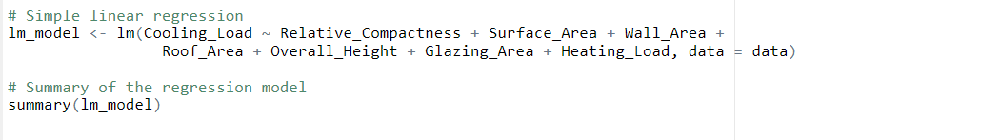 # Simple linear regression
lm_model <- lm(Cooling_Load ~ Relative_Compactness + Surface_Area + Wall_Area +
Roof_Area + Overall_Height + Glazing_Area + Heating_Load, data = data)
# Summary of the regression model
summary(lm_model)